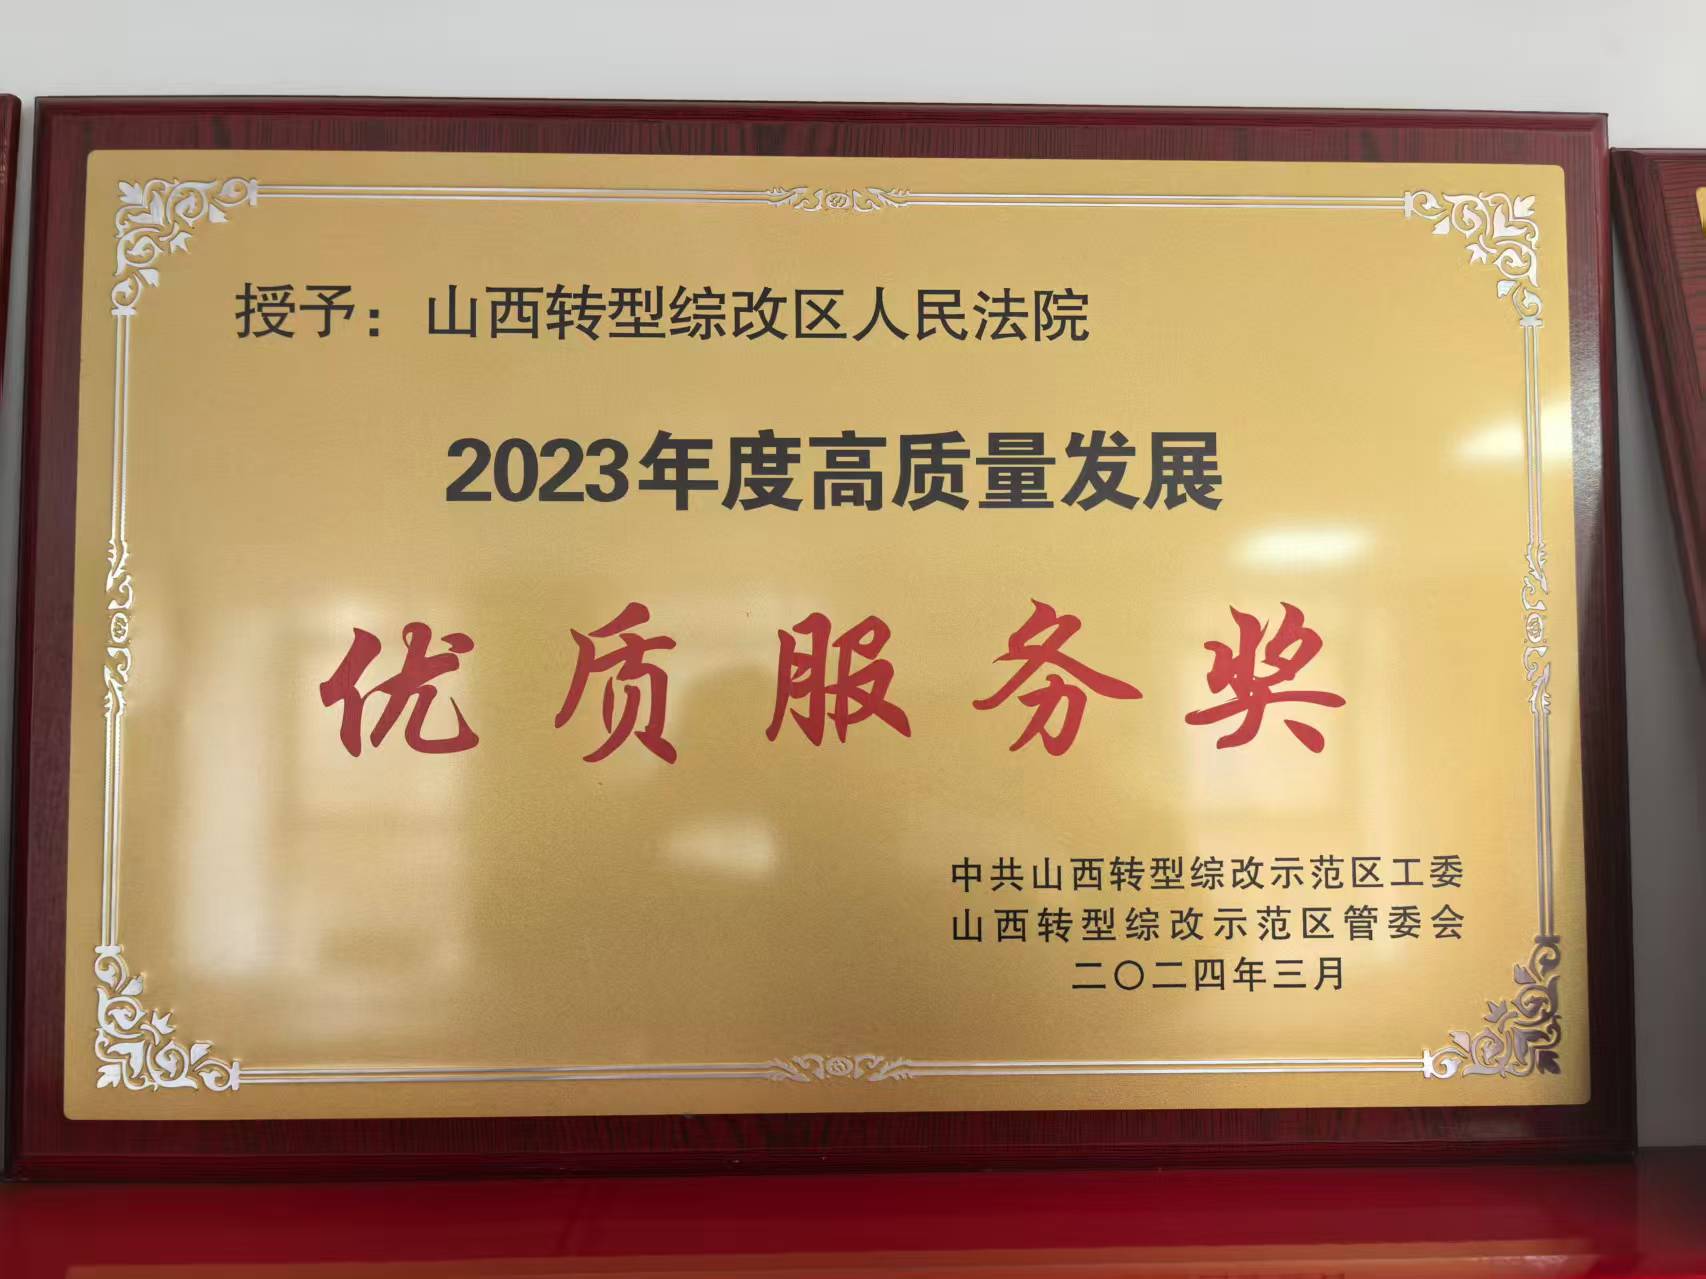 授予：山西转型综改区人民法院
2023年度高质量发展
优质服务奖
中共山西转型综改示范区工委
山西转型综改示范区管委会
二〇二四年三月